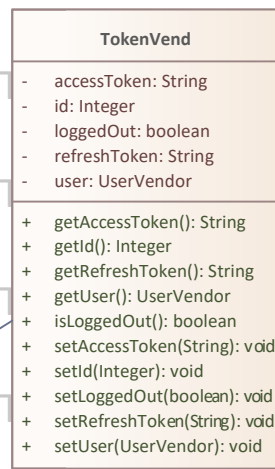 TokenVend
- accessToken: String
- id: Integer
- loggedOut: boolean
- refreshToken: String
- user: UserVendor
+ getAccessToken(): String
+ getId(): Integer
+ getRefreshToken(): String
+ getUser(): UserVendor
+ isLoggedOut(): boolean
+ setAccessToken(String): void
+ setId(Integer): void
+ setLoggedOut(boolean): void
+ setRefreshToken(String): void
+ setUser(UserVendor): void